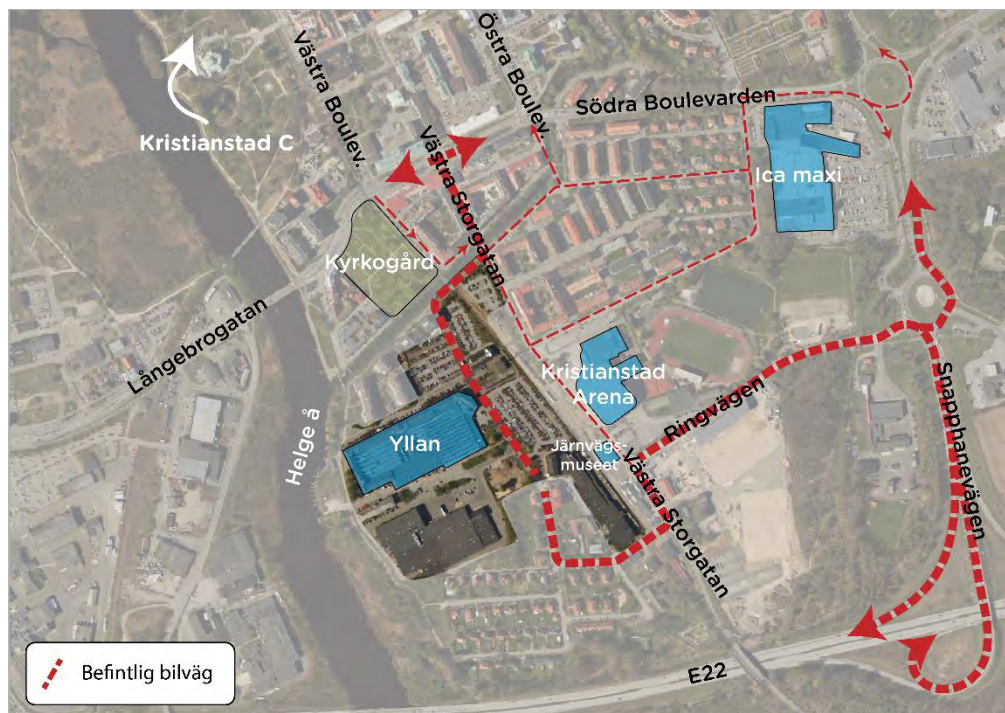 Västra Boulev.
Östra Boulev.
Södra Boulevarden
Kristianstad C
Västra Storgatan
Ica maxi
Kyrkogård
Långebrogatan
Kristianstad
Arena
Ringvägen
Snapphanevägen
Yllan
Helge å
Järnvägs-
museet
Västra Storgatan
E22
Befintlig bilväg